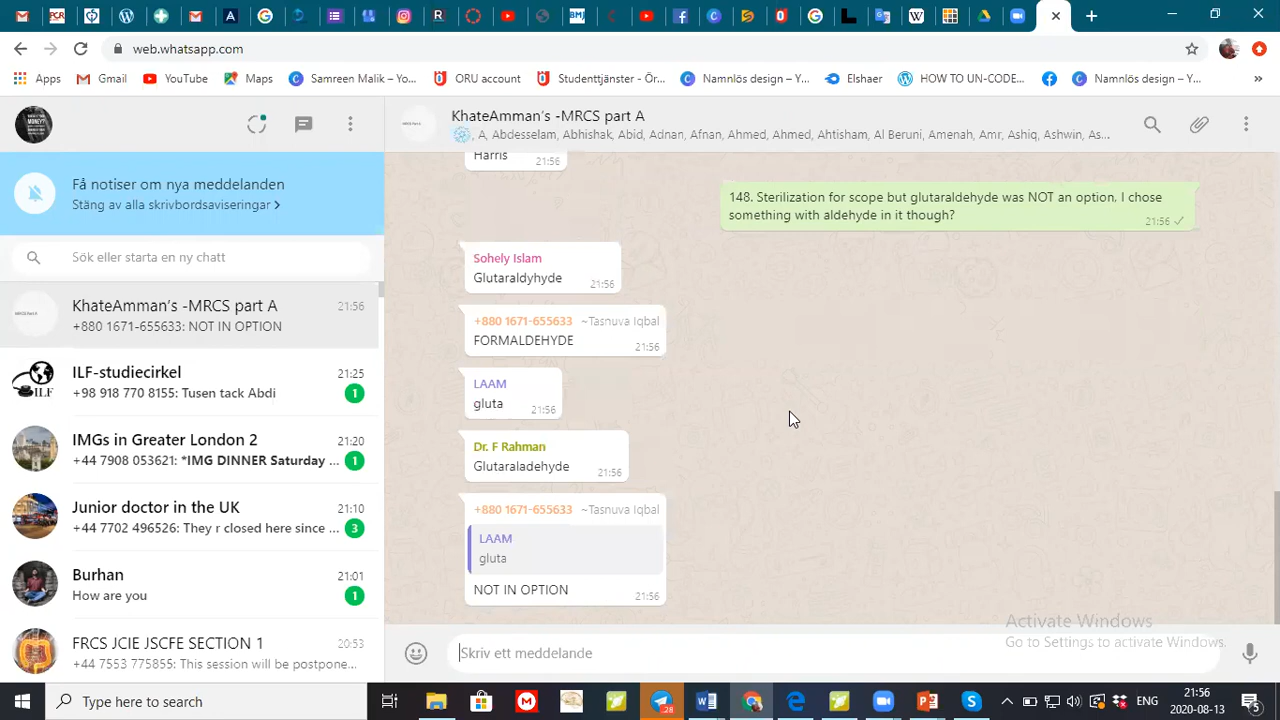 web.whatsapp.com
Apps
Gmail
YouTube
Maps
Samreen Malik – Yo...
ORU account
Studenttjänster - Ör...
Namnlös design – Y...
Elshaer
HOW TO UN-CODE...
Namnlös design – Y...
»
KhateAmman's -MRCS part A
A, Abdesselam, Abhishak, Abid, Adnan, Afnan, Ahmed, Ahmed, Ahtisham, Al Beruni, Amenah, Amr, Ashiq, Ashwin, As...
Få notiser om nya meddelanden
Stäng av alla skrivbordsaviseringar >
Sök eller starta en ny chatt
KhateAmman's -MRCS part A 21:56
+880 1671-655633: NOT IN OPTION
ILF-studiecirkel 21:25
+98 918 770 8155: Tusen tack Abdi 1
IMGs in Greater London 2 21:20
+44 7908 053621: *IMG DINNER Saturday ... 1
Junior doctor in the UK 21:10
+44 7702 496526: They r closed here since ... 3
Burhan 21:01
How are you 1
FRCS JCIE JSCFE SECTION 1 20:53
+44 7553 775855: This session will be postpone...
Harris 21:56
148. Sterilization for scope but glutaraldehyde was NOT an option, I chose
something with aldehyde in it though?
21:56
Sohely Islam
Glutaraldyhyde 21:56
+880 1671-655633 ~Tasnuva Iqbal
FORMALDEHYDE 21:56
LAAM
gluta 21:56
Dr. F Rahman
Glutaraladehyde 21:56
+880 1671-655633 ~Tasnuva Iqbal
LAAM
gluta
NOT IN OPTION 21:56
Skriv ett meddelande
Activate Windows
Go to Settings to activate Windows.
Type here to search
ENG
21:56
2020-08-13